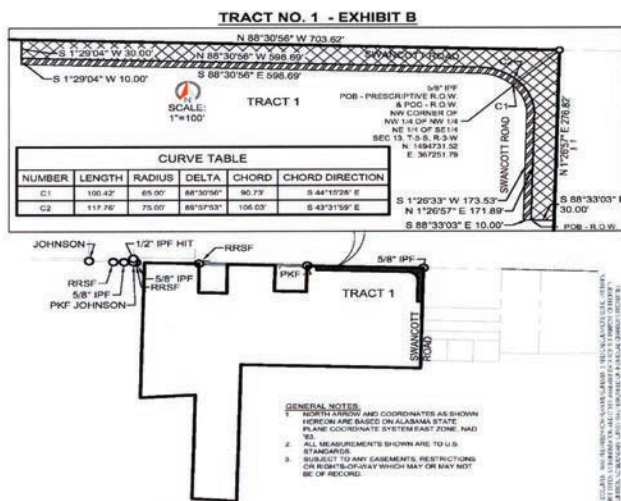 TRACT NO. 1 - EXHIBIT B
N 88°30'56" W 703.62'
S 1°29'04" W 30.00'
N 88°30'56" W 598.69'
SWANCOTT ROAD
S 1°29'04" W 10.00'
S 88°30'56" E 598.69'
C2
SCALE:
1"=100'
TRACT 1
5/8" IPF
POB - PRESCRIPTIVE R.O.W.
& POC - R.O.W.
NW CORNER OF
NW 1/4 OF NW 1/4
NE 1/4 OF SE1/4
SEC 13, T-5-S, R-3-W
N: 1494731.52
E: 367251.79
C1
SWANCOTT ROAD
N 1°26'57" E 276.82'
S 1°26'33" W 173.53'
N 1°26'57" E 171.89'
S 88°33'03" E 10.00'
S 88°33'03" E
30.00'
POB - R.O.W.
CURVE TABLE
NUMBER LENGTH RADIUS DELTA CHORD CHORD DIRECTION
C1 100.42' 65.00' 88°30'56" 90.73' S 44°15'28" E
C2 117.76' 75.00' 106.03' S 43°31'59" E
JOHNSON
1/2" IPF HIT
RRSF
RRSF
5/8" IPF
5/8" IPF
RRSF
PKF JOHNSON
PKF
5/8" IPF
TRACT 1
SWANCOTT
ROAD
GENERAL NOTES:
1. NORTH ARROW AND COORDINATES AS SHOWN
HEREON ARE BASED ON ALABAMA STATE
PLANE COORDINATE SYSTEM EAST ZONE, NAD
'83.
2. ALL MEASUREMENTS SHOWN ARE TO U.S.
STANDARDS.
3. SUBJECT TO ANY EASEMENTS, RESTRICTIONS
OR RIGHTS-OF-WAY WHICH MAY OR MAY NOT
BE OF RECORD.